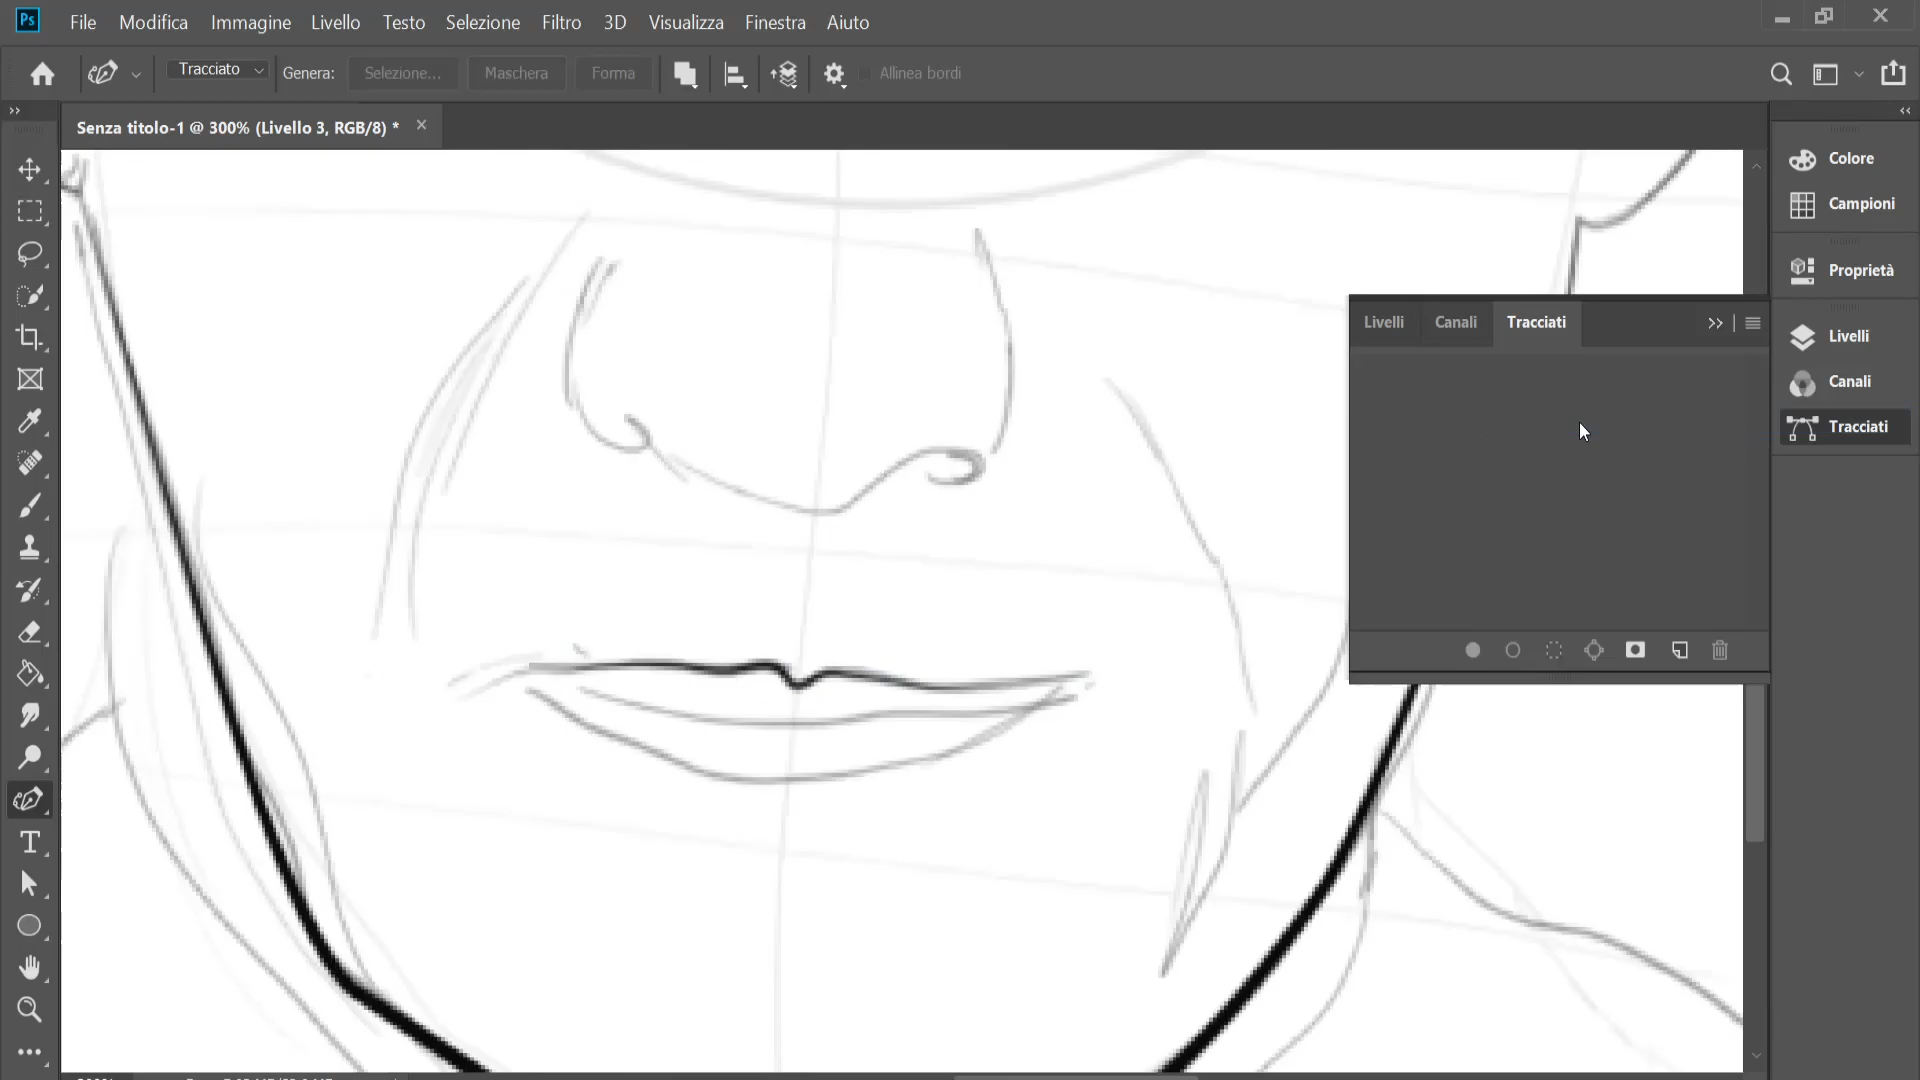 Ps File Modifica Immagine Livello Testo Selezione Filtro 3D Visualizza Finestra Aiuto
Tracciato Genera: Selezione... Maschera Forma Allinea bordi
Senza titolo-1 @ 300% (Livello 3, RGB/8) *
Colore
Campioni
Proprietà
Livelli
Canali
Tracciati
Livelli Canali Tracciati